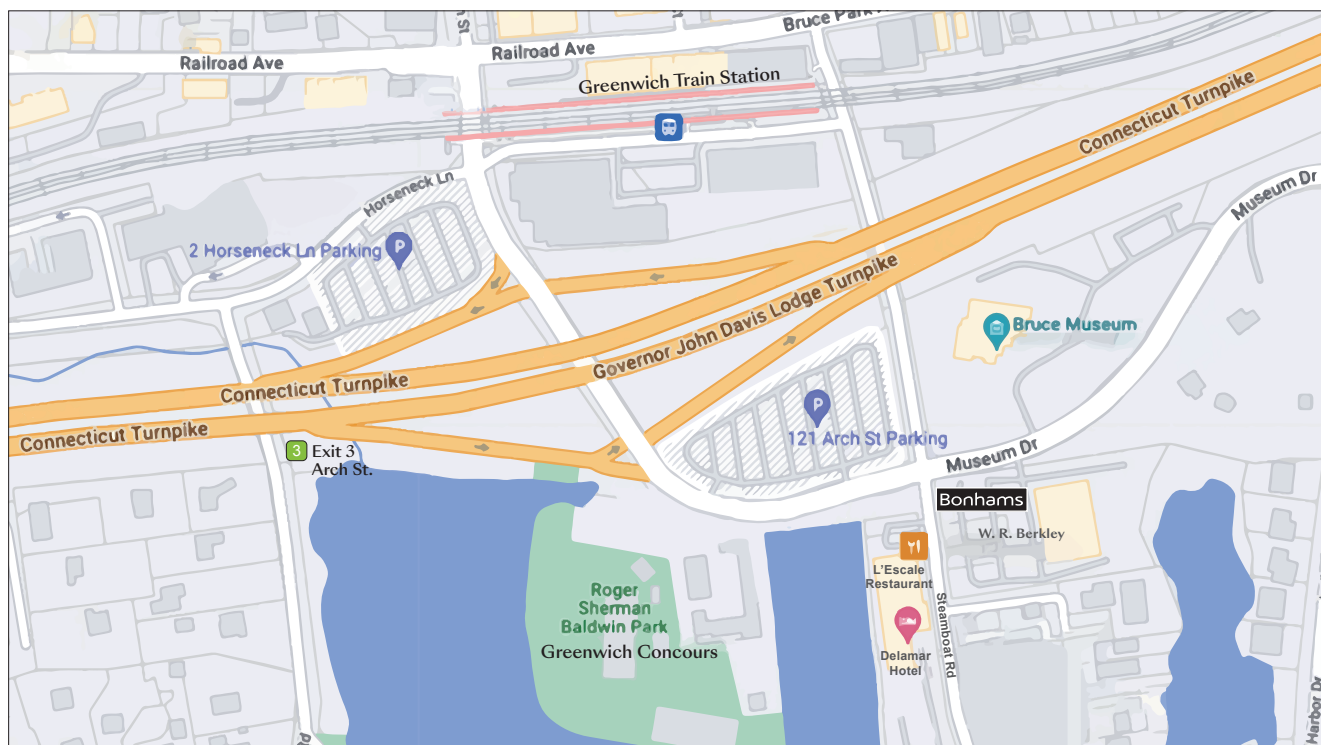 St
Bruce Park
Railroad Ave
Railroad Ave
Greenwich Train Station
Connecticut Turnpike
Horseneck Ln
Museum Dr
2 Horseneck Ln Parking
P
Governor John Davis Lodge Turnpike
Bruce Museum
Connecticut Turnpike
P
Connecticut Turnpike
121 Arch St Parking
3
Exit 3
Arch St.
Museum Dr
Bonhams
W. R. Berkley
L'Escale
Restaurant
Roger
Sherman
Baldwin Park
Greenwich Concours
Steamboat Rd
Delamar
Hotel
Harbor Dr
Rd